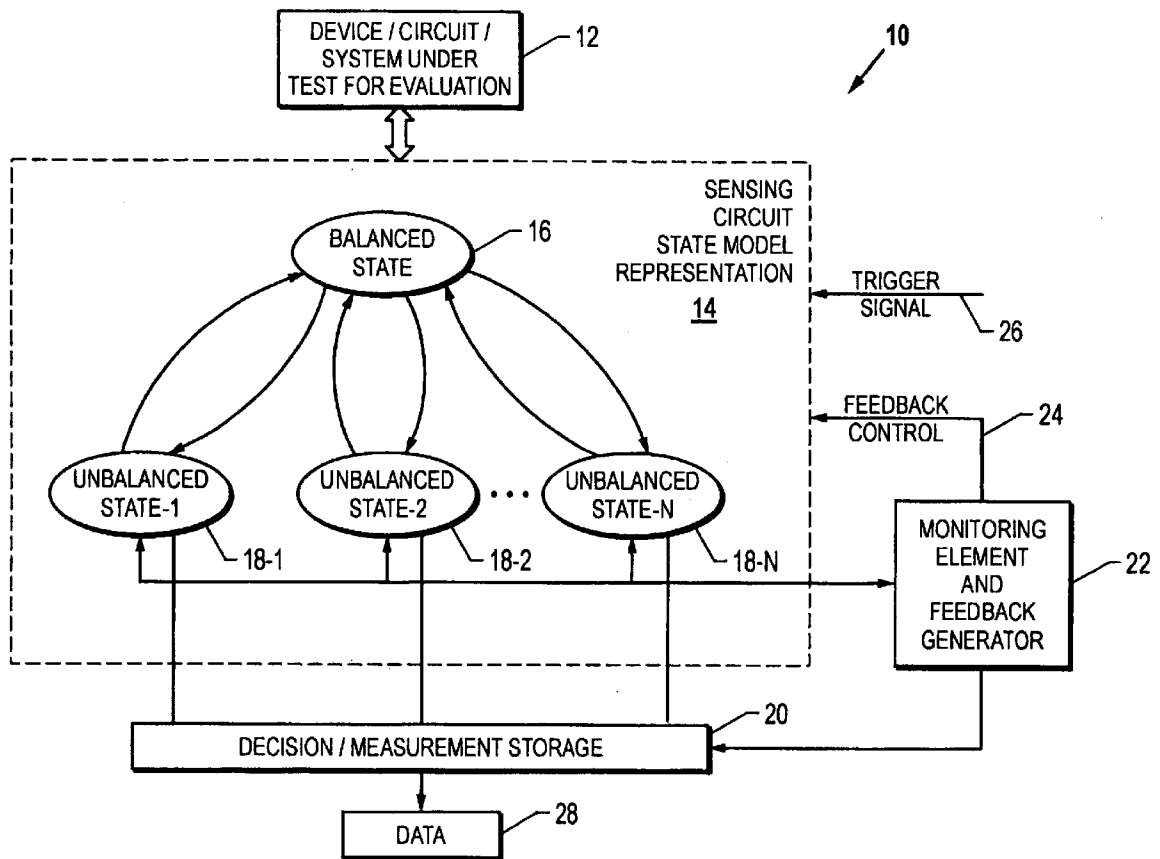 DEVICE / CIRCUIT /
SYSTEM UNDER
TEST FOR EVALUATION
12
10
SENSING
CIRCUIT
STATE MODEL
REPRESENTATION
14
BALANCED
STATE
16
TRIGGER
SIGNAL
26
FEEDBACK
CONTROL
24
UNBALANCED
STATE-1
18-1
UNBALANCED
STATE-2
18-2
...
UNBALANCED
STATE-N
18-N
MONITORING
ELEMENT
AND
FEEDBACK
GENERATOR
22
DECISION / MEASUREMENT STORAGE
20
DATA
28